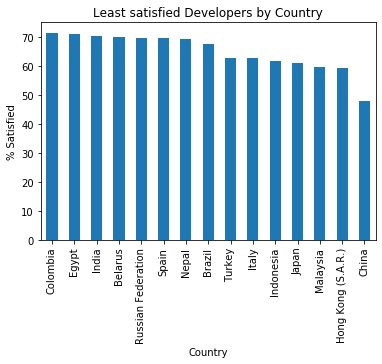 Least satisfied Developers by Country
% Satisfied
70
60
50
40
30
20
10
0
Colombia
Egypt
India
Belarus
Russian Federation
Spain
Nepal
Brazil
Turkey
Italy
Indonesia
Japan
Malaysia
Hong Kong (S.A.R.)
China
Country